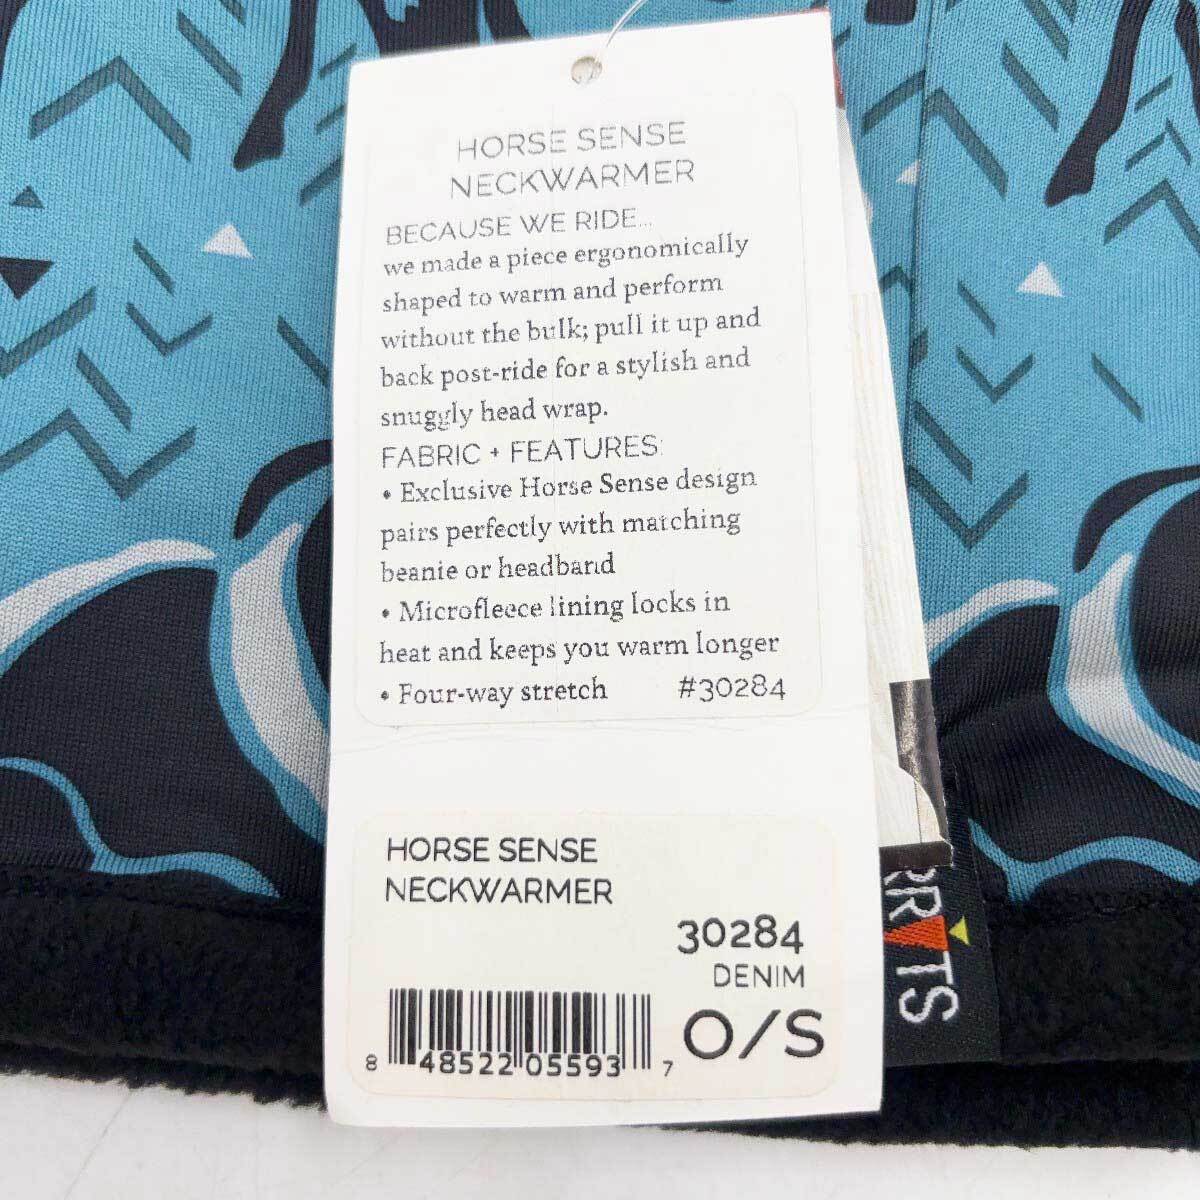 HORSE SENSE
NECKWARMER
BECAUSE WE RIDE...
we made a piece ergonomically
shaped to warm and perform
without the bulk; pull it up and
back post-ride for a stylish and
snuggly head wrap.
FABRIC + FEATURES:
• Exclusive Horse Sense design
pairs perfectly with matching
beanie or headband
• Microfleece lining locks in
heat and keeps you warm longer
• Four-way stretch #30284
HORSE SENSE
NECKWARMER
30284
DENIM
O/S
8 48522 05593 7